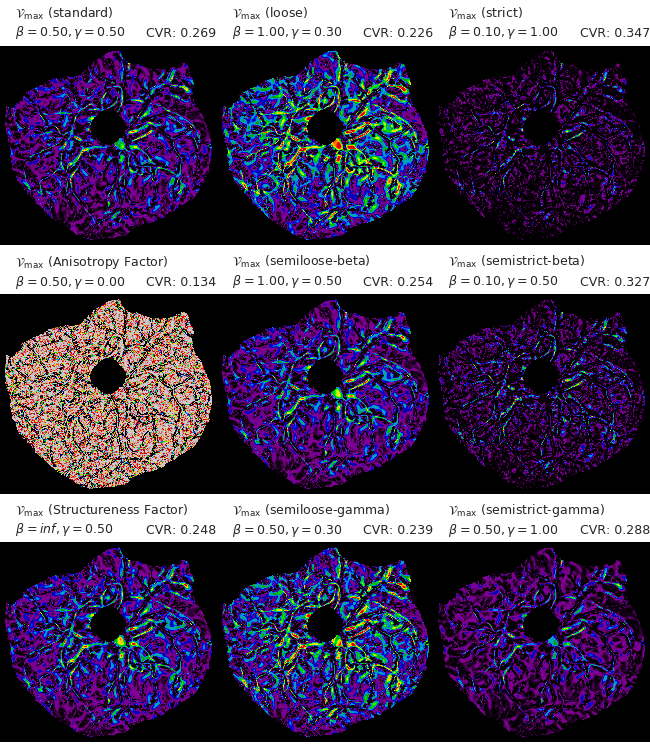 𝒱max (standard)
β = 0.50, γ = 0.50 CVR: 0.269
𝒱max (loose)
β = 1.00, γ = 0.30 CVR: 0.226
𝒱max (strict)
β = 0.10, γ = 1.00 CVR: 0.347
𝒱max (Anisotropy Factor)
β = 0.50, γ = 0.00 CVR: 0.134
𝒱max (semiloose-beta)
β = 1.00, γ = 0.50 CVR: 0.254
𝒱max (semistrict-beta)
β = 0.10, γ = 0.50 CVR: 0.327
𝒱max (Structureness Factor)
β = inf, γ = 0.50 CVR: 0.248
𝒱max (semiloose-gamma)
β = 0.50, γ = 0.30 CVR: 0.239
𝒱max (semistrict-gamma)
β = 0.50, γ = 1.00 CVR: 0.288